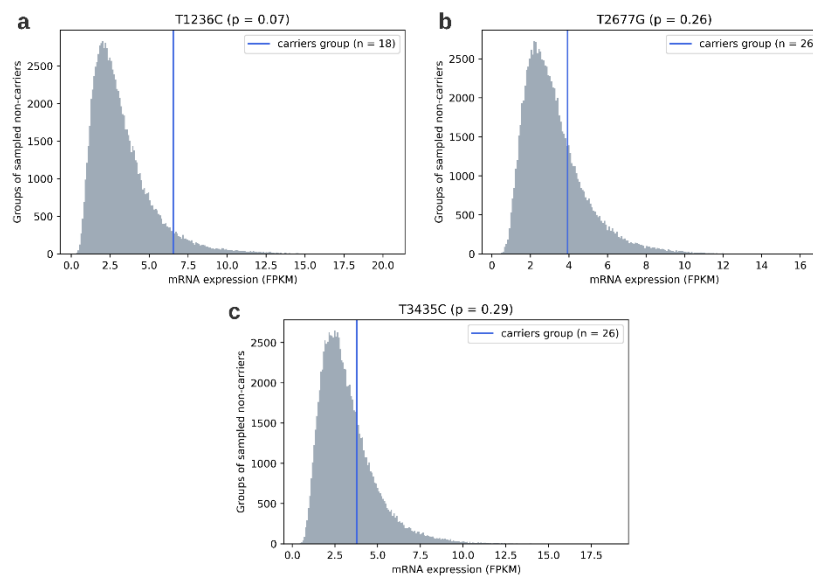 a
T1236C (p = 0.07)
carriers group (n = 18)
Groups of sampled non-carriers
2500
2000
1500
1000
500
0
0.0 2.5 5.0 7.5 10.0 12.5 15.0 17.5 20.0
mRNA expression (FPKM)
b
T2677G (p = 0.26)
carriers group (n = 26
Groups of sampled non-carriers
2500
2000
1500
1000
500
0
0 2 4 6 8 10 12 14 16
mRNA expression (FPKM)
c
T3435C (p = 0.29)
carriers group (n = 26)
Groups of sampled non-carriers
2500
2000
1500
1000
500
0
0.0 2.5 5.0 7.5 10.0 12.5 15.0 17.5
mRNA expression (FPKM)